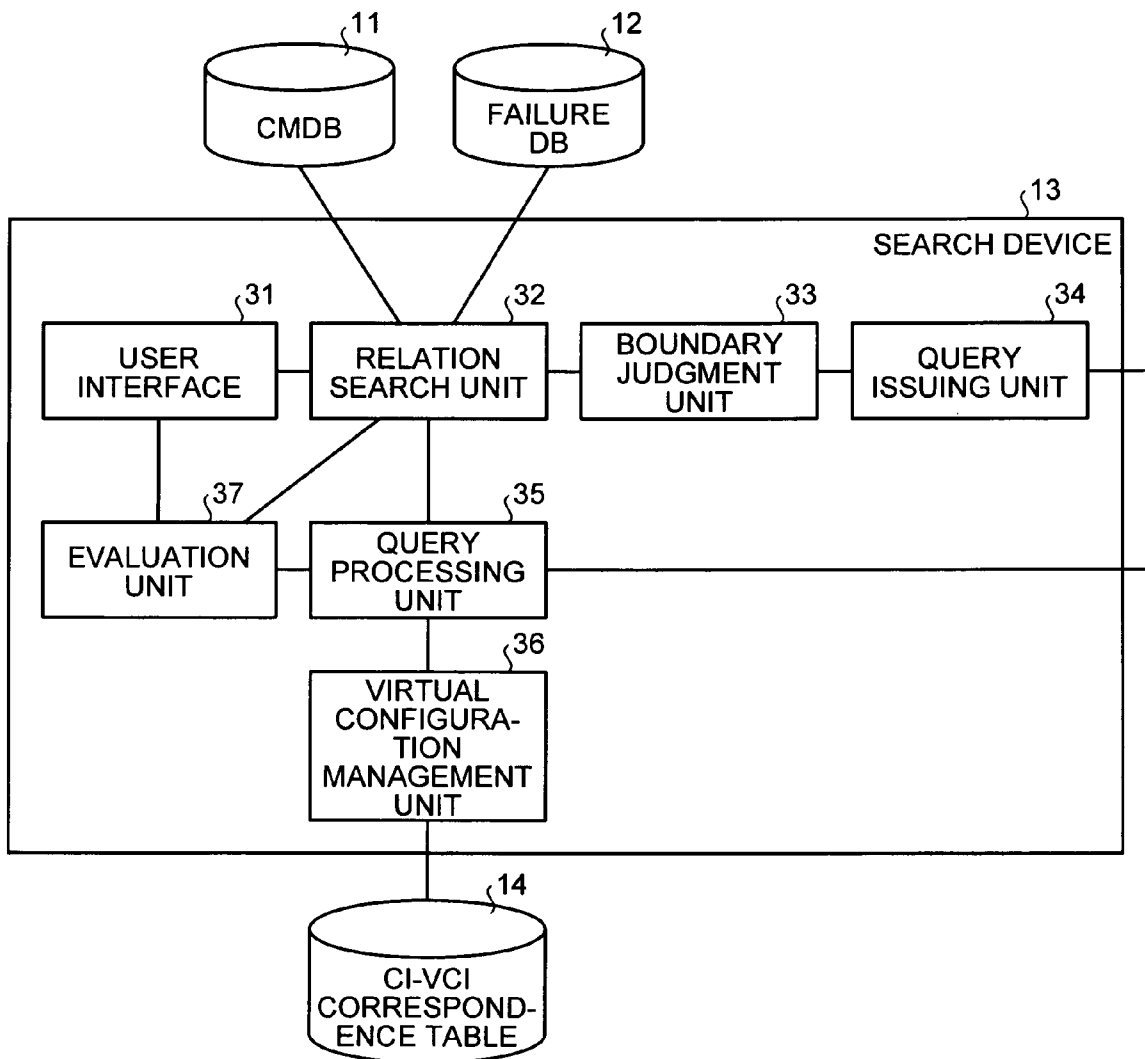 11
12
CMDB
FAILURE
DB
13
SEARCH DEVICE
31
32
33
34
USER
INTERFACE
RELATION
SEARCH UNIT
BOUNDARY
JUDGMENT
UNIT
QUERY
ISSUING UNIT
37
35
EVALUATION
UNIT
QUERY
PROCESSING
UNIT
36
VIRTUAL
CONFIGURA-
TION
MANAGEMENT
UNIT
14
CI-VCI
CORRESPOND-
ENCE TABLE